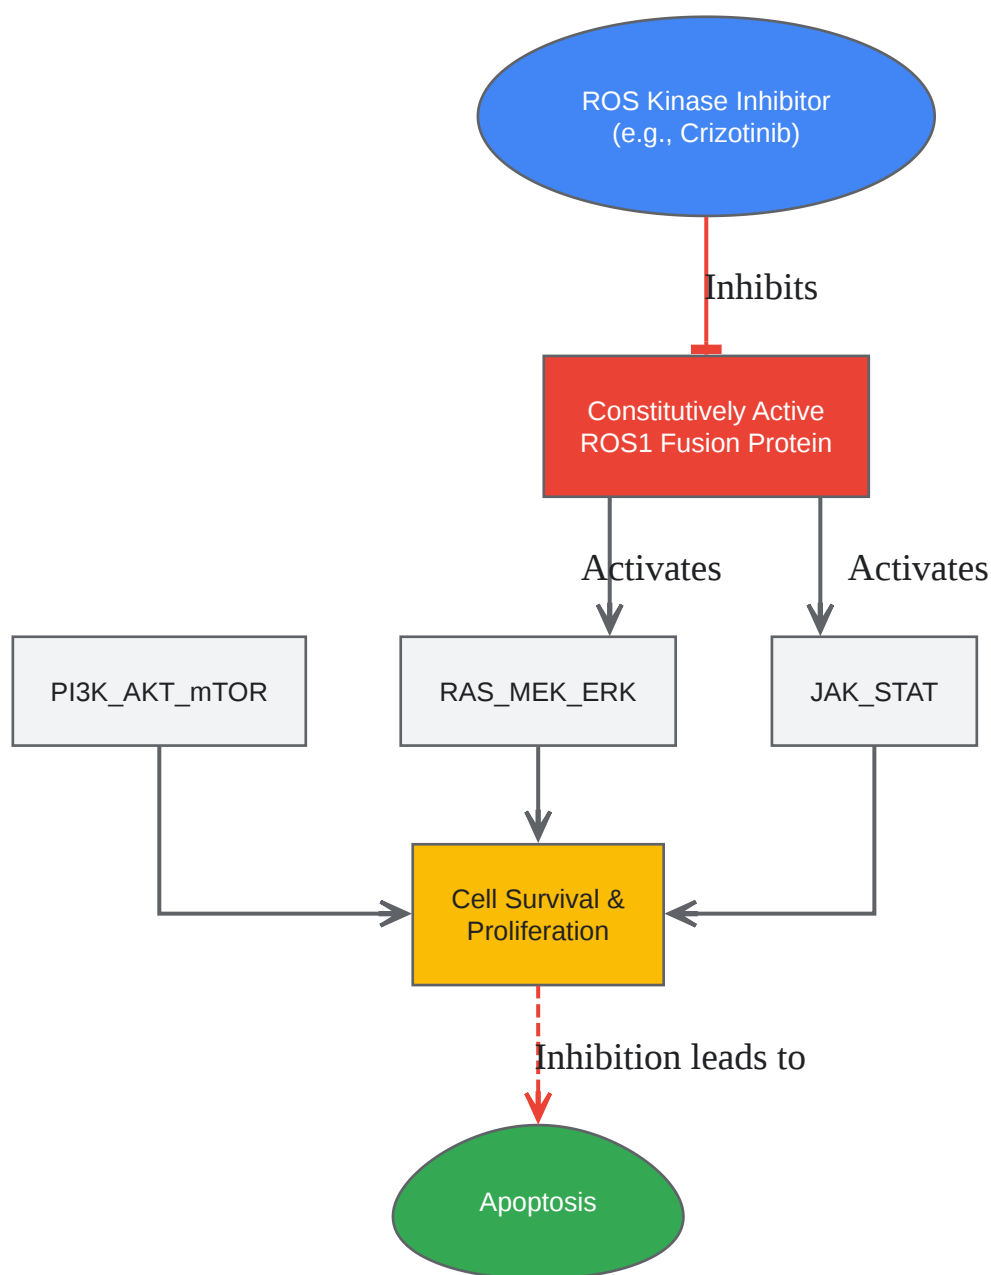 ROS Kinase Inhibitor
(e.g., Crizotinib)
Inhibits
Constitutively Active
ROS1 Fusion Protein
Activates
Activates
PI3K_AKT_mTOR
RAS_MEK_ERK
JAK_STAT
Cell Survival &
Proliferation
Inhibition leads to
Apoptosis